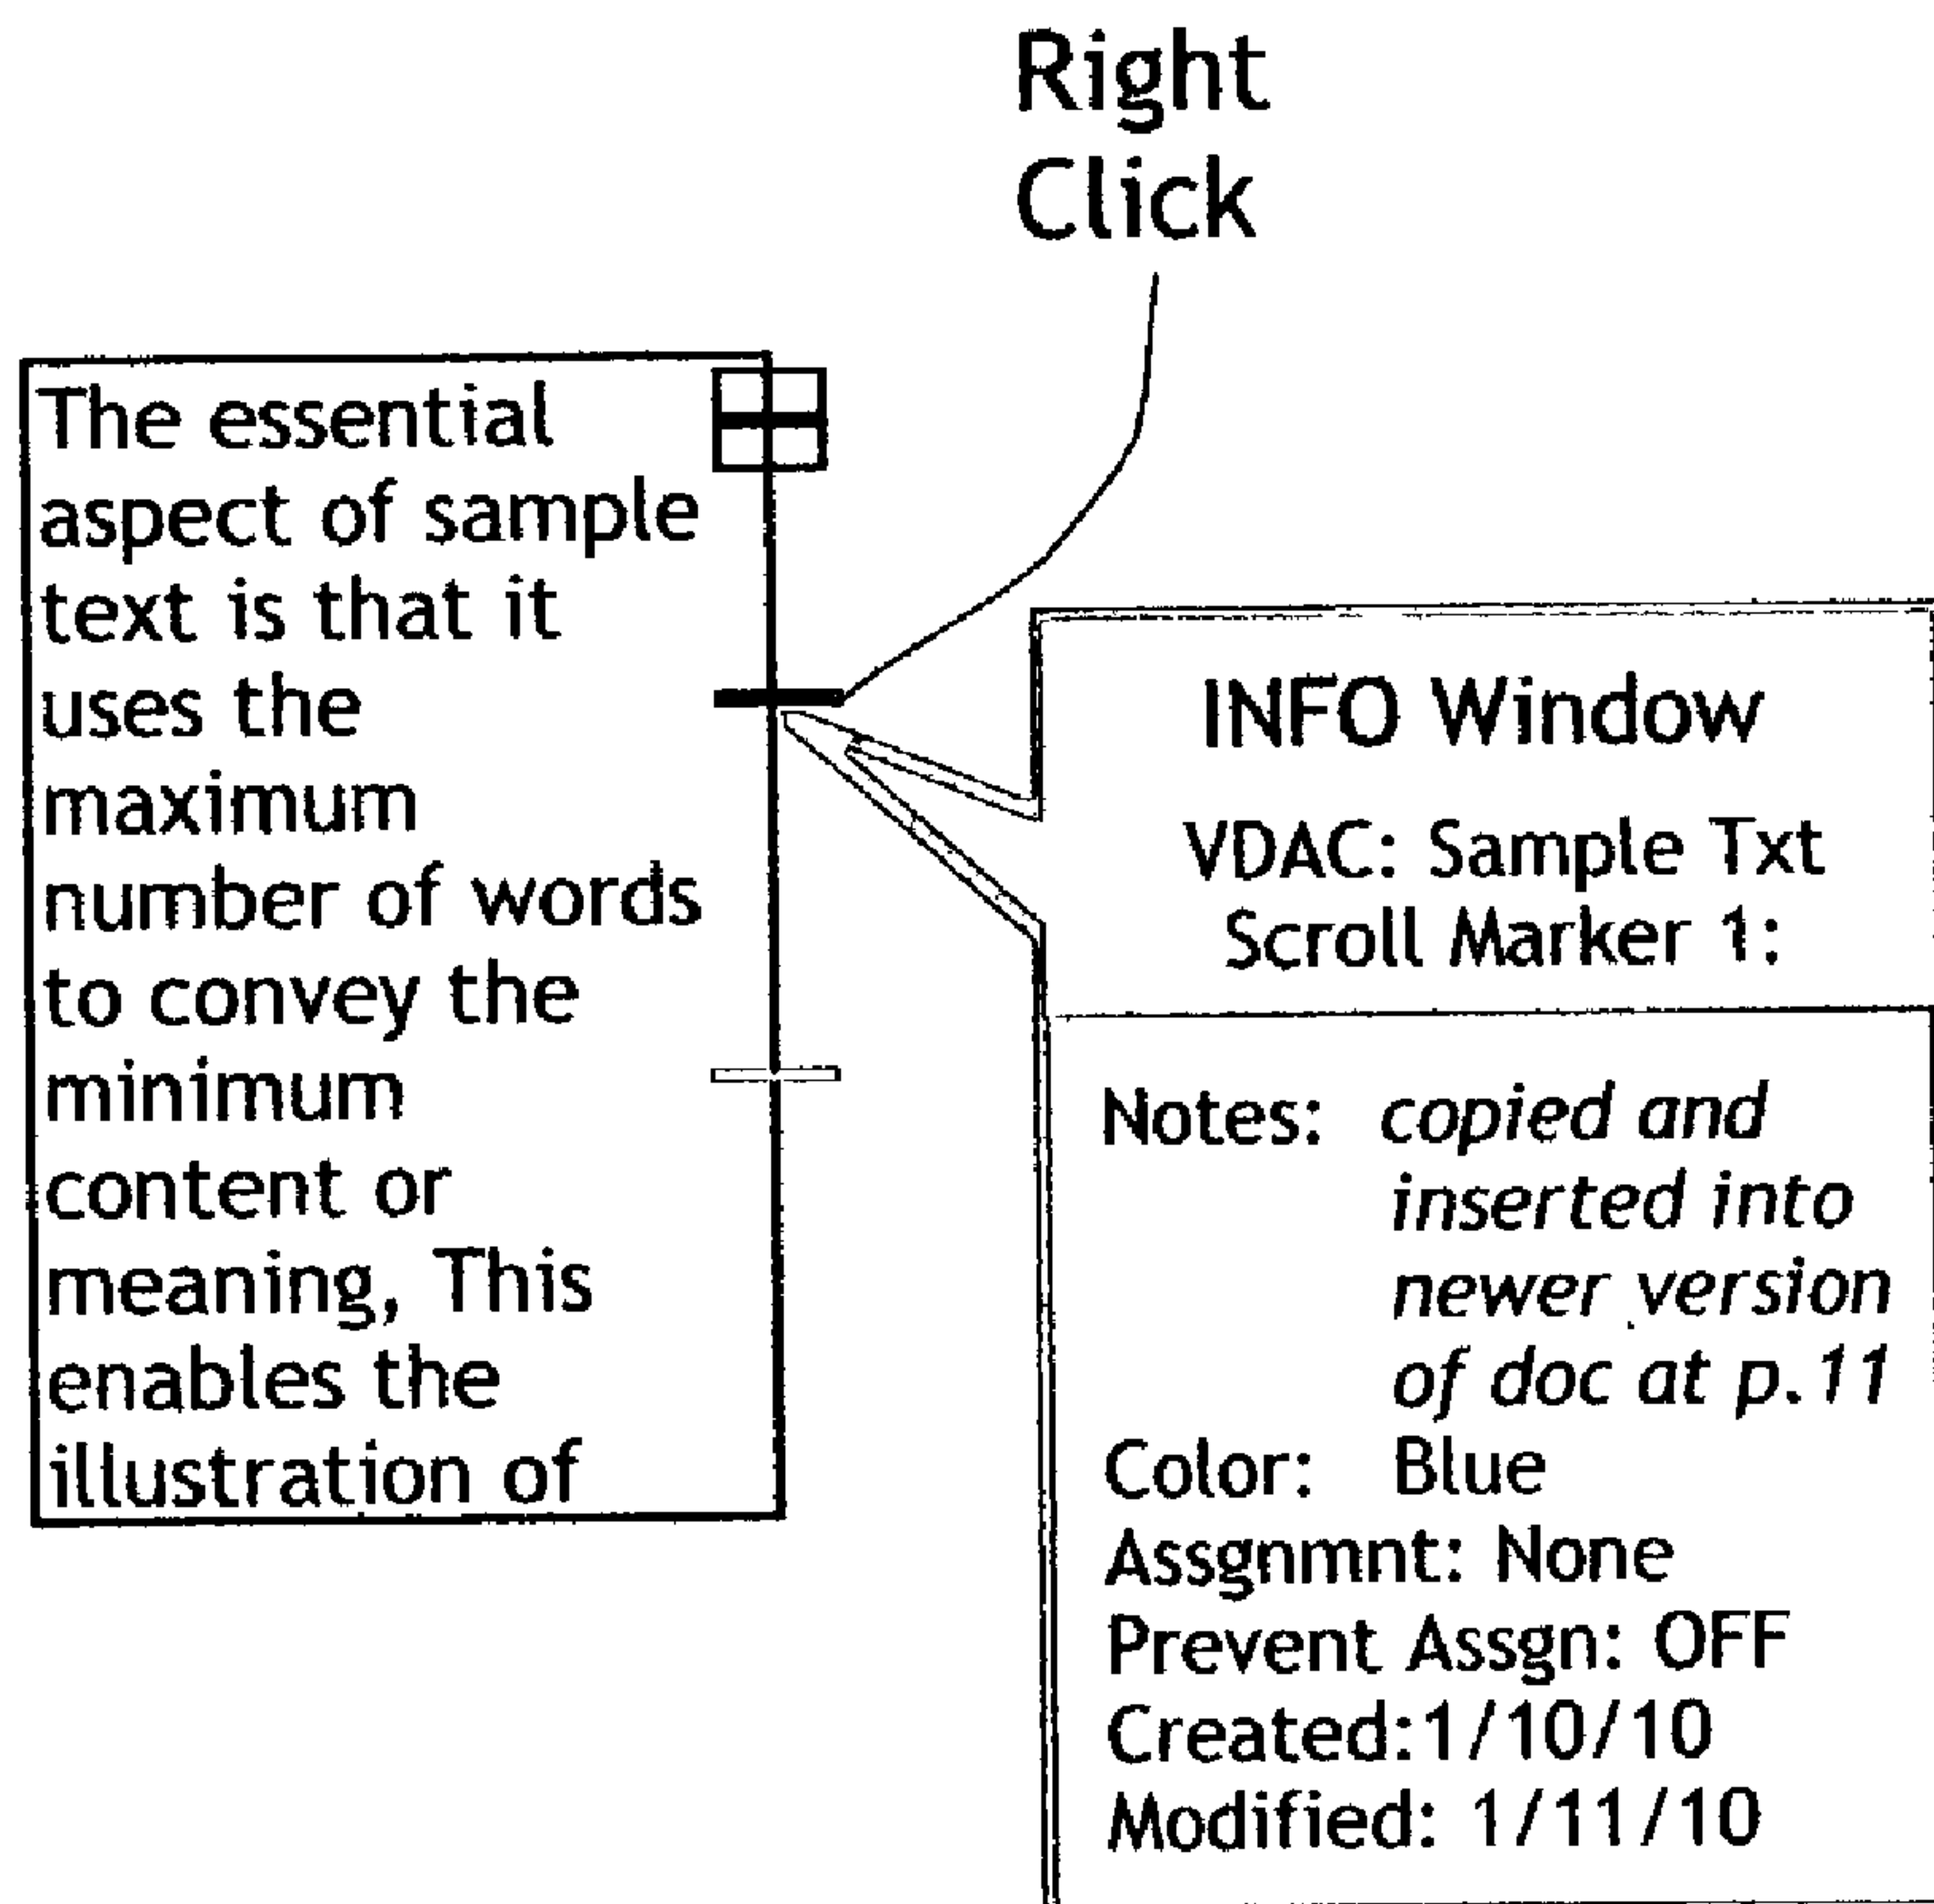 Right
Click
The essential
aspect of sample
text is that it
uses the
maximum
number of words
to convey the
minimum
content or
meaning, This
enables the
illustration of
INFO Window
VDAC: Sample Txt
Scroll Marker 1:
Notes: copied and
inserted into
newer version
of doc at p.11
Color: Blue
Assgnmnt: None
Prevent Assgn: OFF
Created:1/10/10
Modified: 1/11/10